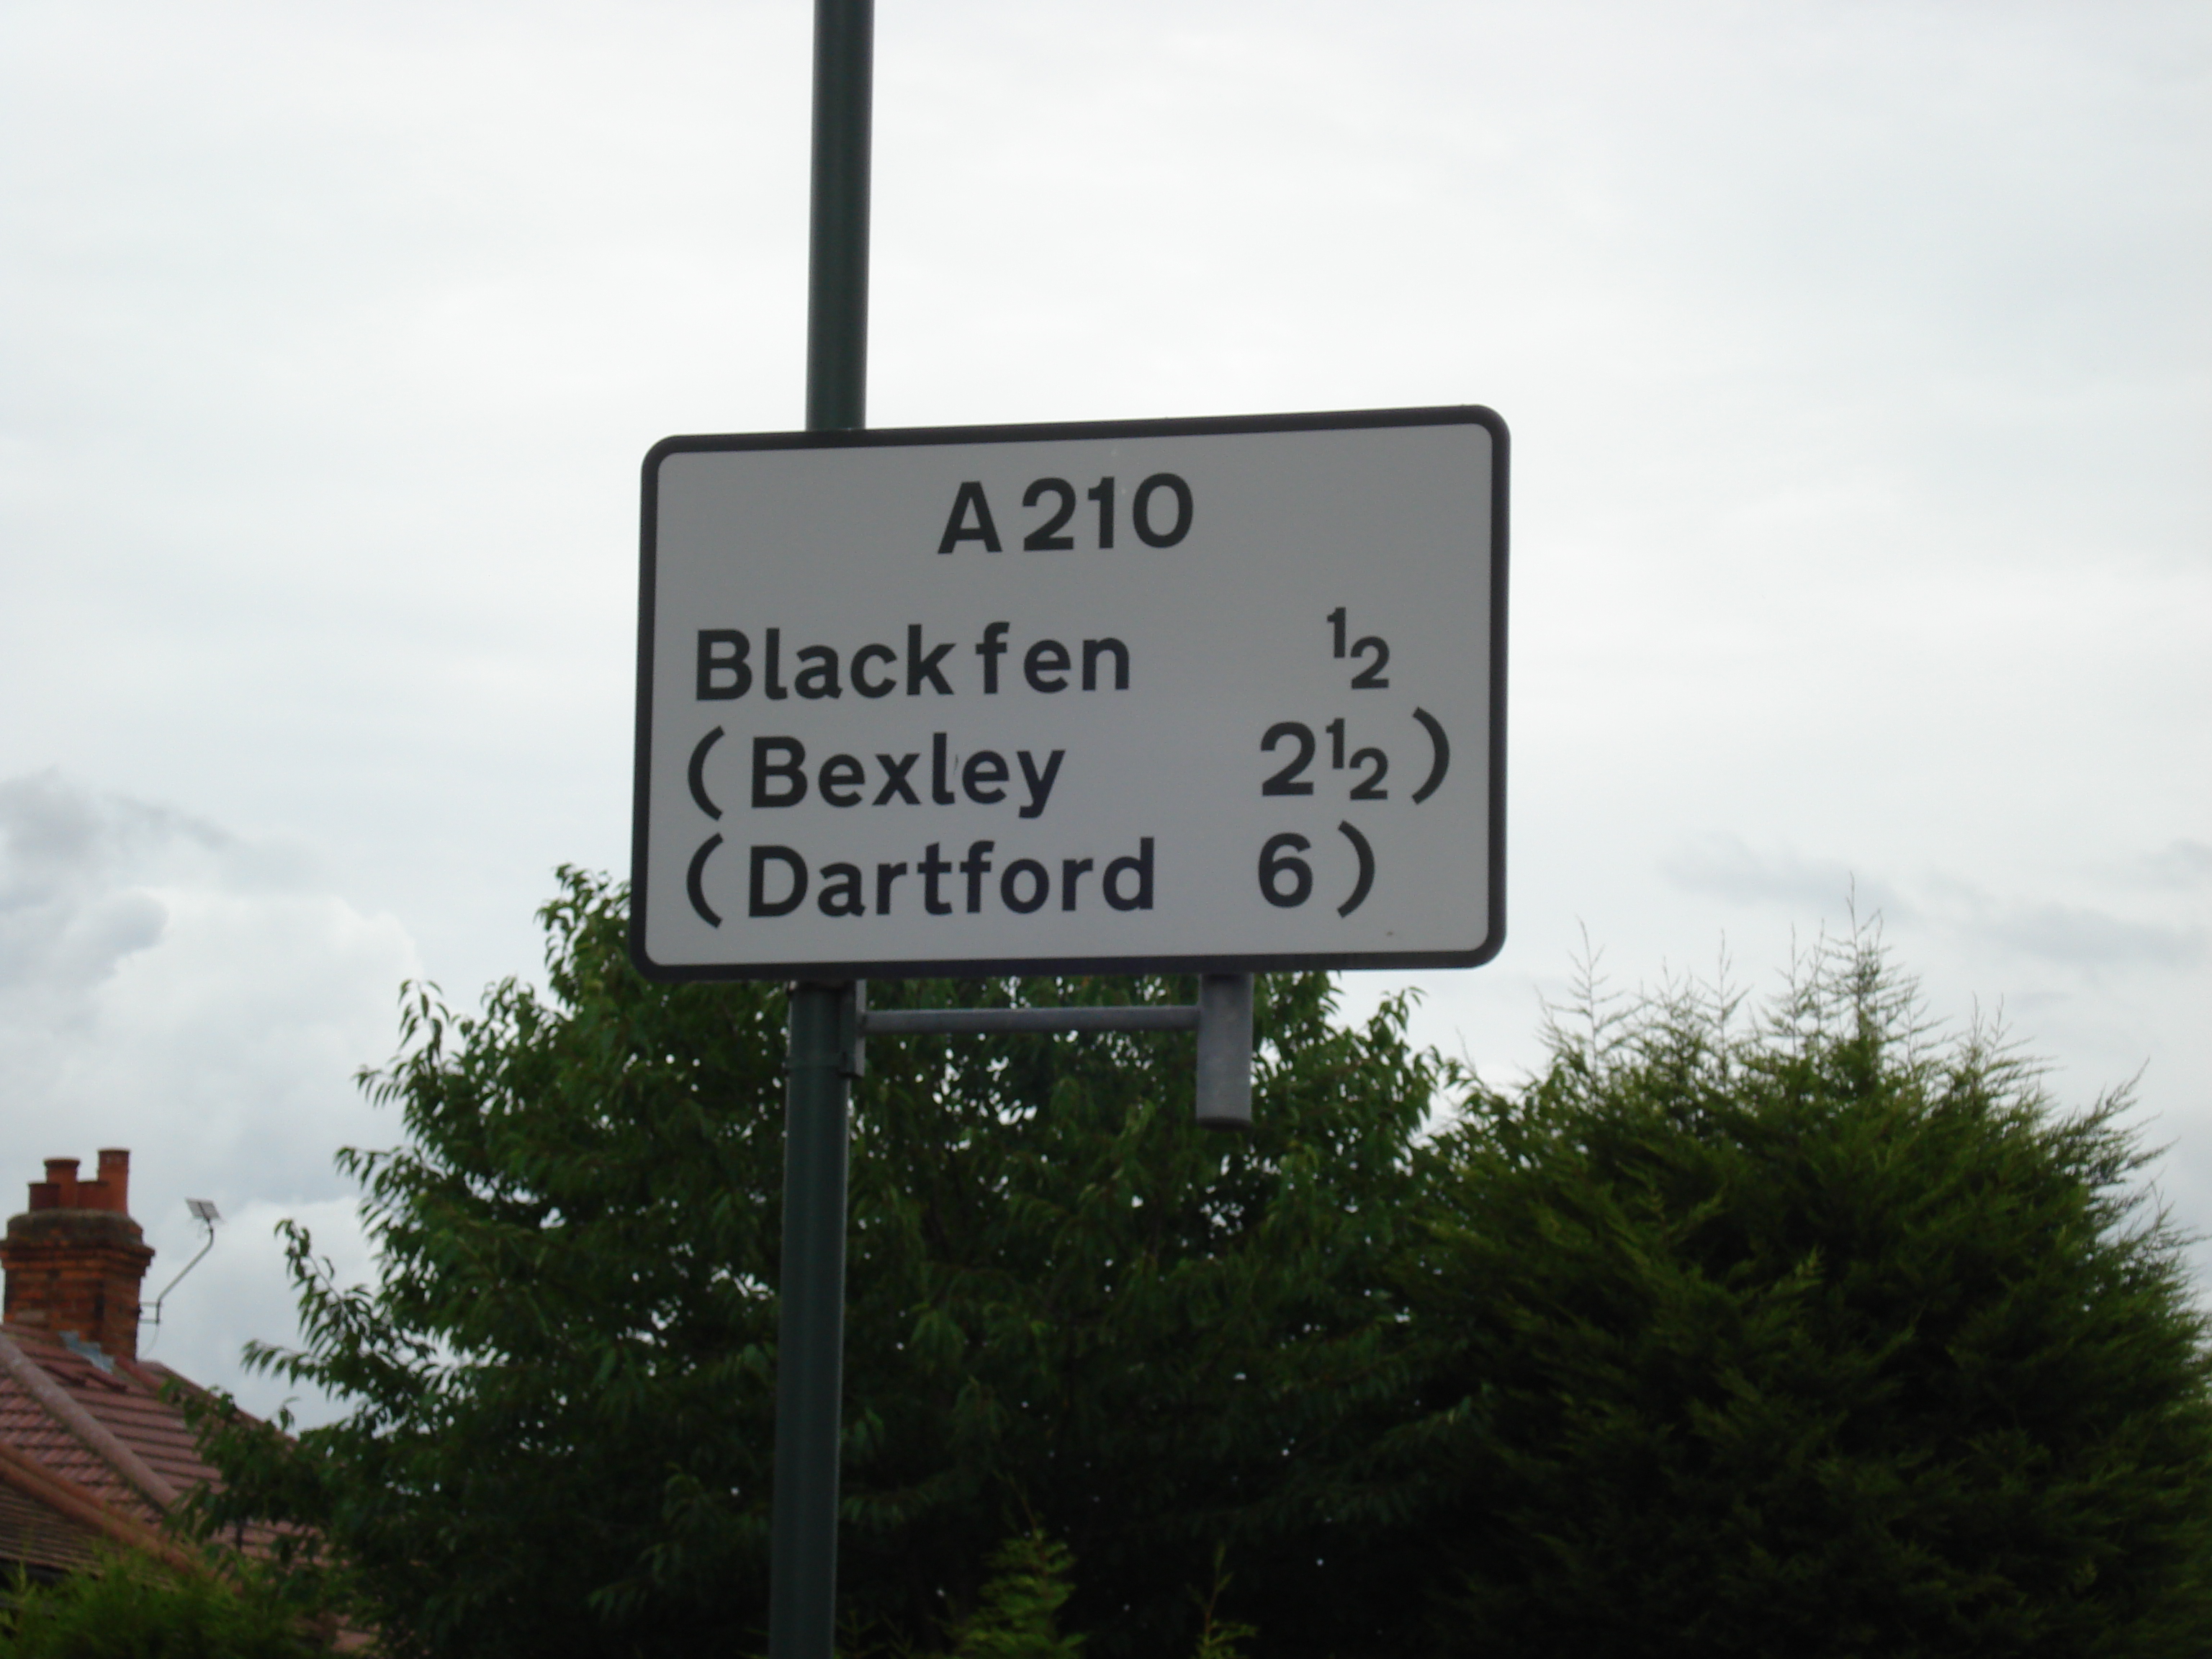 A210
Blackfen ½
(Bexley 2½)
(Dartford 6)